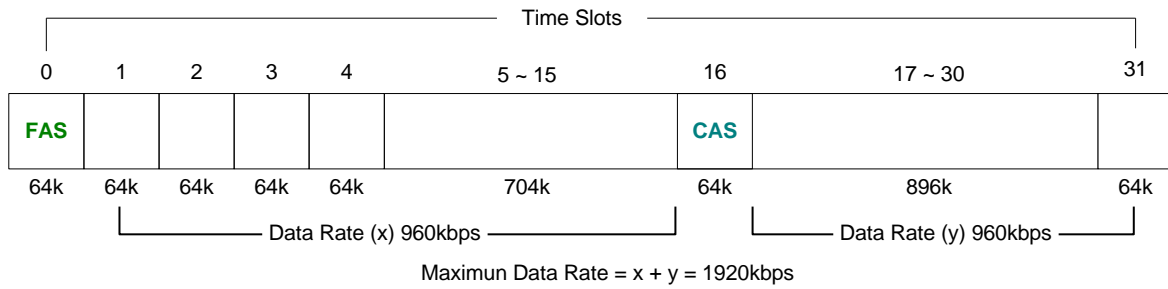 Time Slots
0 1 2 3 4 5 ~ 15 16 17 ~ 30 31
FAS CAS
64k 64k 64k 64k 64k 704k 64k 896k 64k
Data Rate (x) 960kbps Data Rate (y) 960kbps
Maximun Data Rate = x + y = 1920kbps